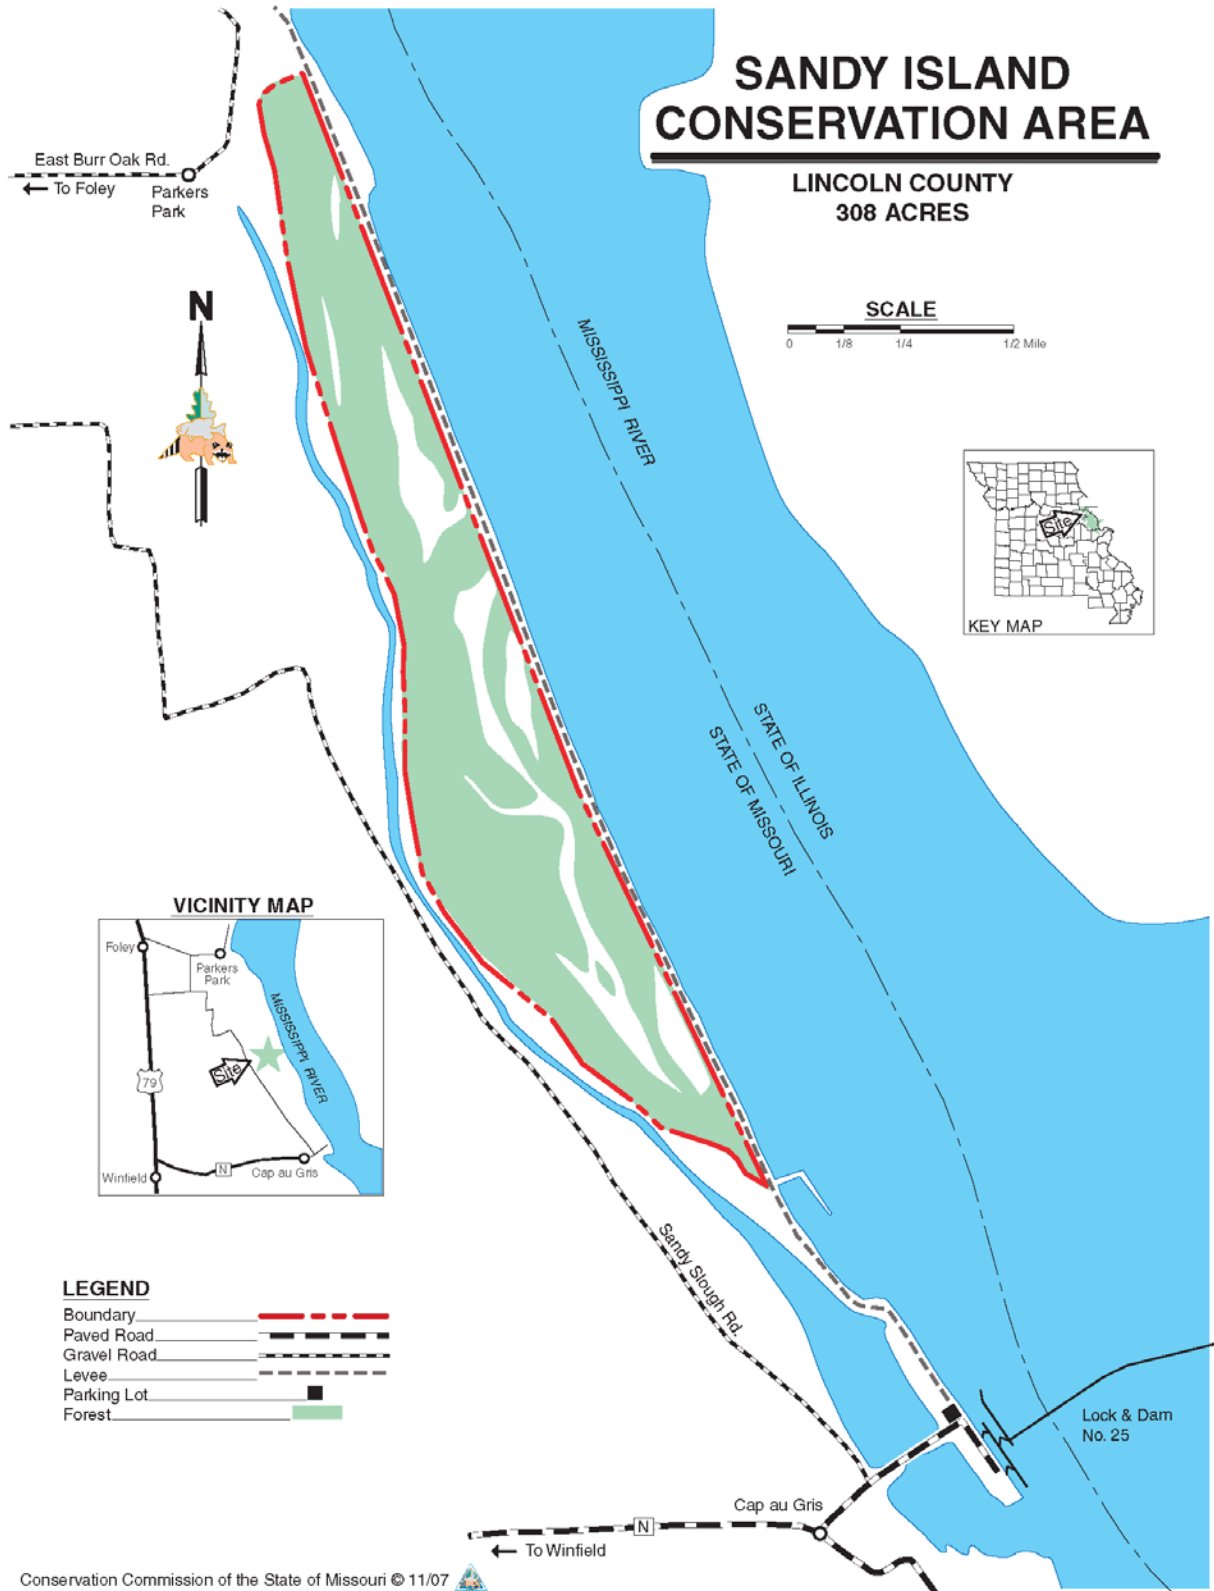 SANDY ISLAND
CONSERVATION AREA
LINCOLN COUNTY
308 ACRES
East Burr Oak Rd.
To Foley
Parkers
Park
N
SCALE
0 1/8 1/4 1/2 Mile
MISSISSIPPI RIVER
Site
KEY MAP
STATE OF ILLINOIS
STATE OF MISSOURI
VICINITY MAP
Foley
Parkers
Park
MISSISSIPPI RIVER
Site
79
Winfield
N
Cap au Gris
Sandy Slough Rd.
LEGEND
Boundary
Paved Road
Gravel Road
Levee
Parking Lot
Forest
Lock & Dam
No. 25
Cap au Gris
N
To Winfield
Conservation Commission of the State of Missouri © 11/07